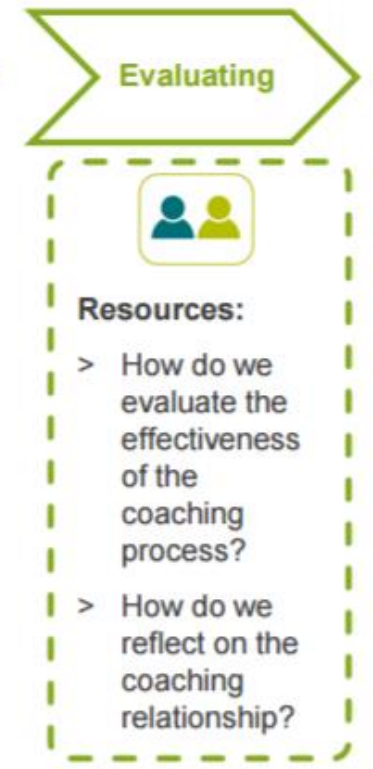 Evaluating
Resources:
> How do we
evaluate the
effectiveness
of the
coaching
process?
> How do we
reflect on the
coaching
relationship?